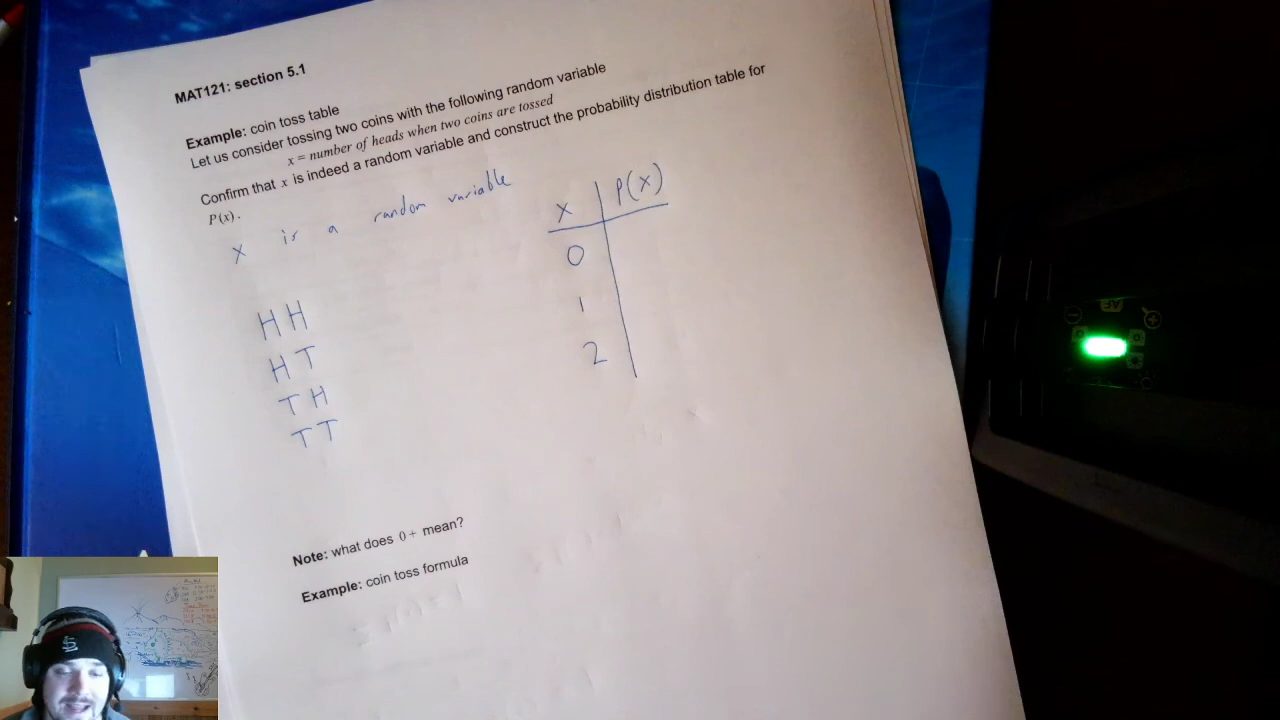 MAT121: section 5.1
Example: coin toss table
Let us consider tossing two coins with the following random variable
x = number of heads when two coins are tossed
Confirm that x is indeed a random variable and construct the probability distribution table for
P(x).
x is a random variable
x P(x)
0
1
2
HH
HT
TH
TT
Note: what does 0+ mean?
Example: coin toss formula